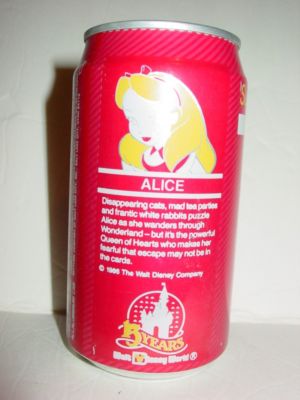 ALICE
Disappearing cats, mad tea parties
and frantic white rabbits puzzle
Alice as she wanders through
Wonderland – but it's the powerful
Queen of Hearts who makes her
fearful that escape may not be in
the cards.
© 1986 The Walt Disney Company
15 YEARS
Walt Disney World ®